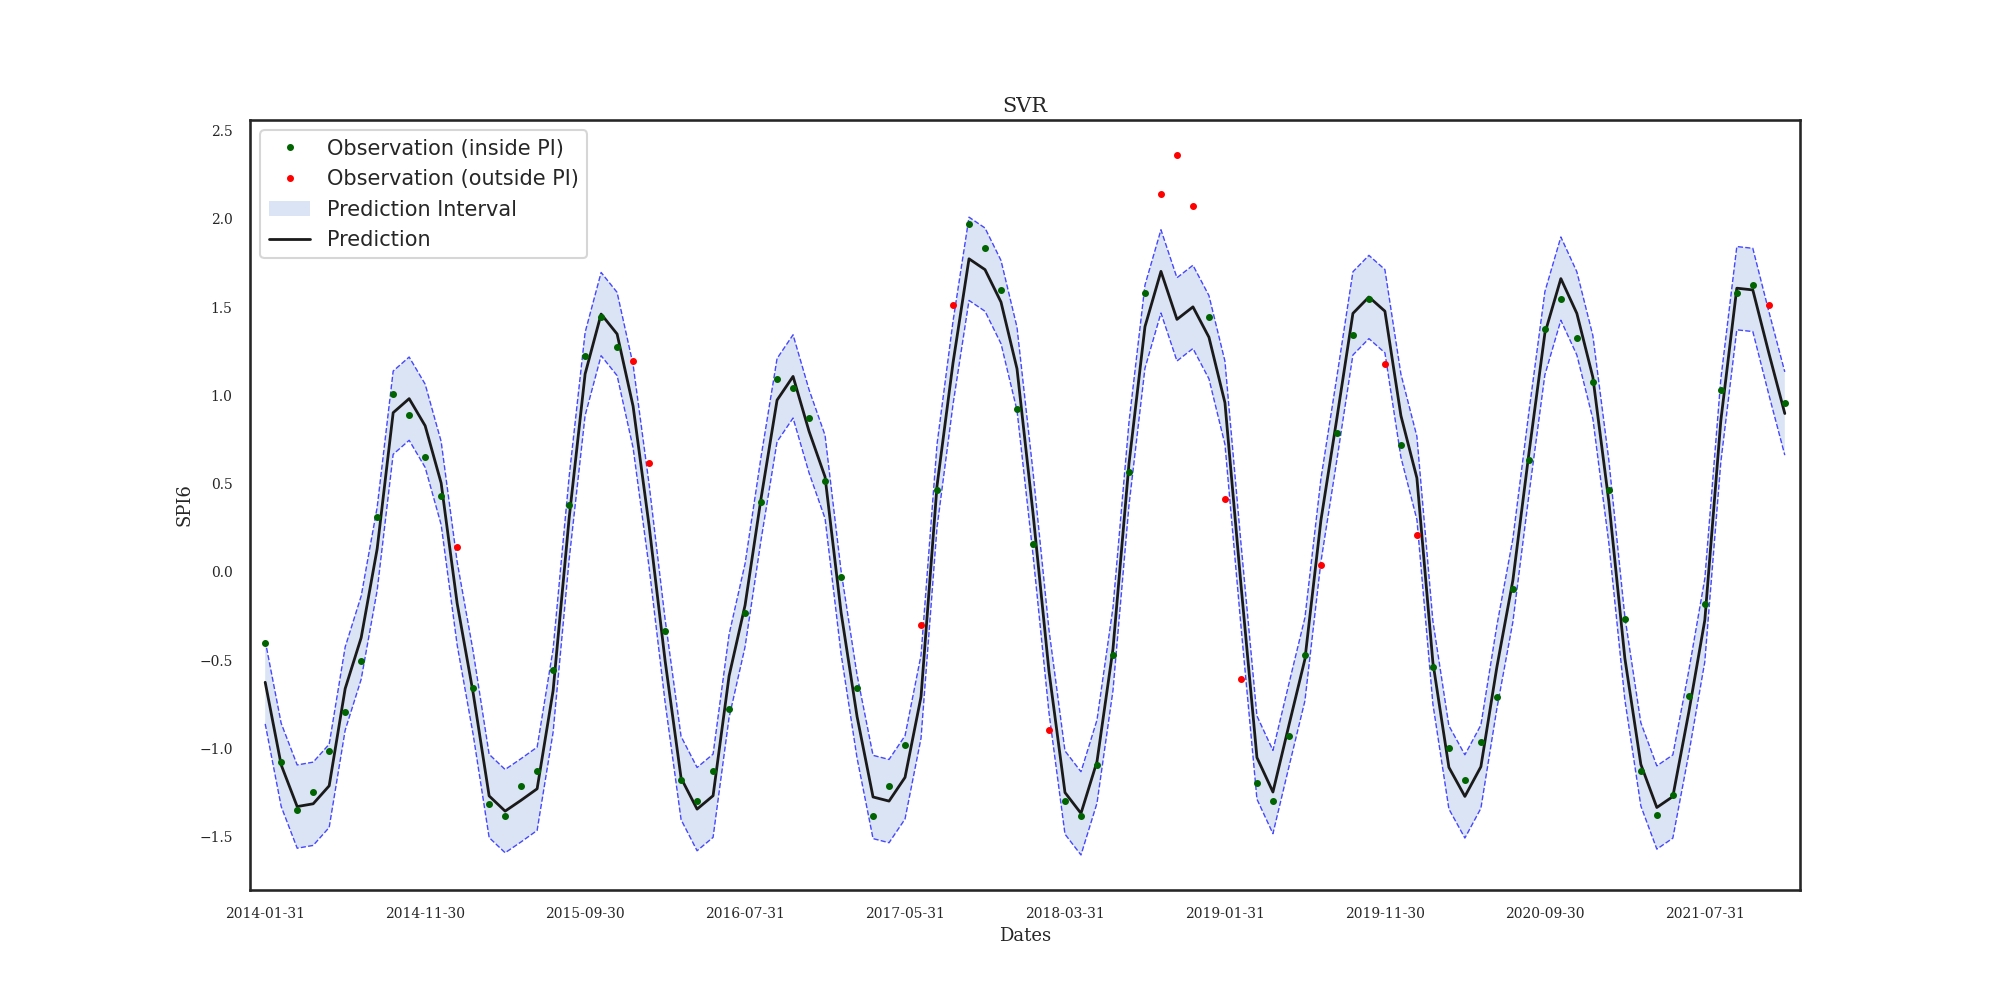 SVR
2.5
2.0
1.5
1.0
0.5
0.0
−0.5
−1.0
−1.5
SPI6
Observation (inside PI)
Observation (outside PI)
Prediction Interval
Prediction
2014-01-31 2014-11-30 2015-09-30 2016-07-31 2017-05-31 2018-03-31 2019-01-31 2019-11-30 2020-09-30 2021-07-31
Dates